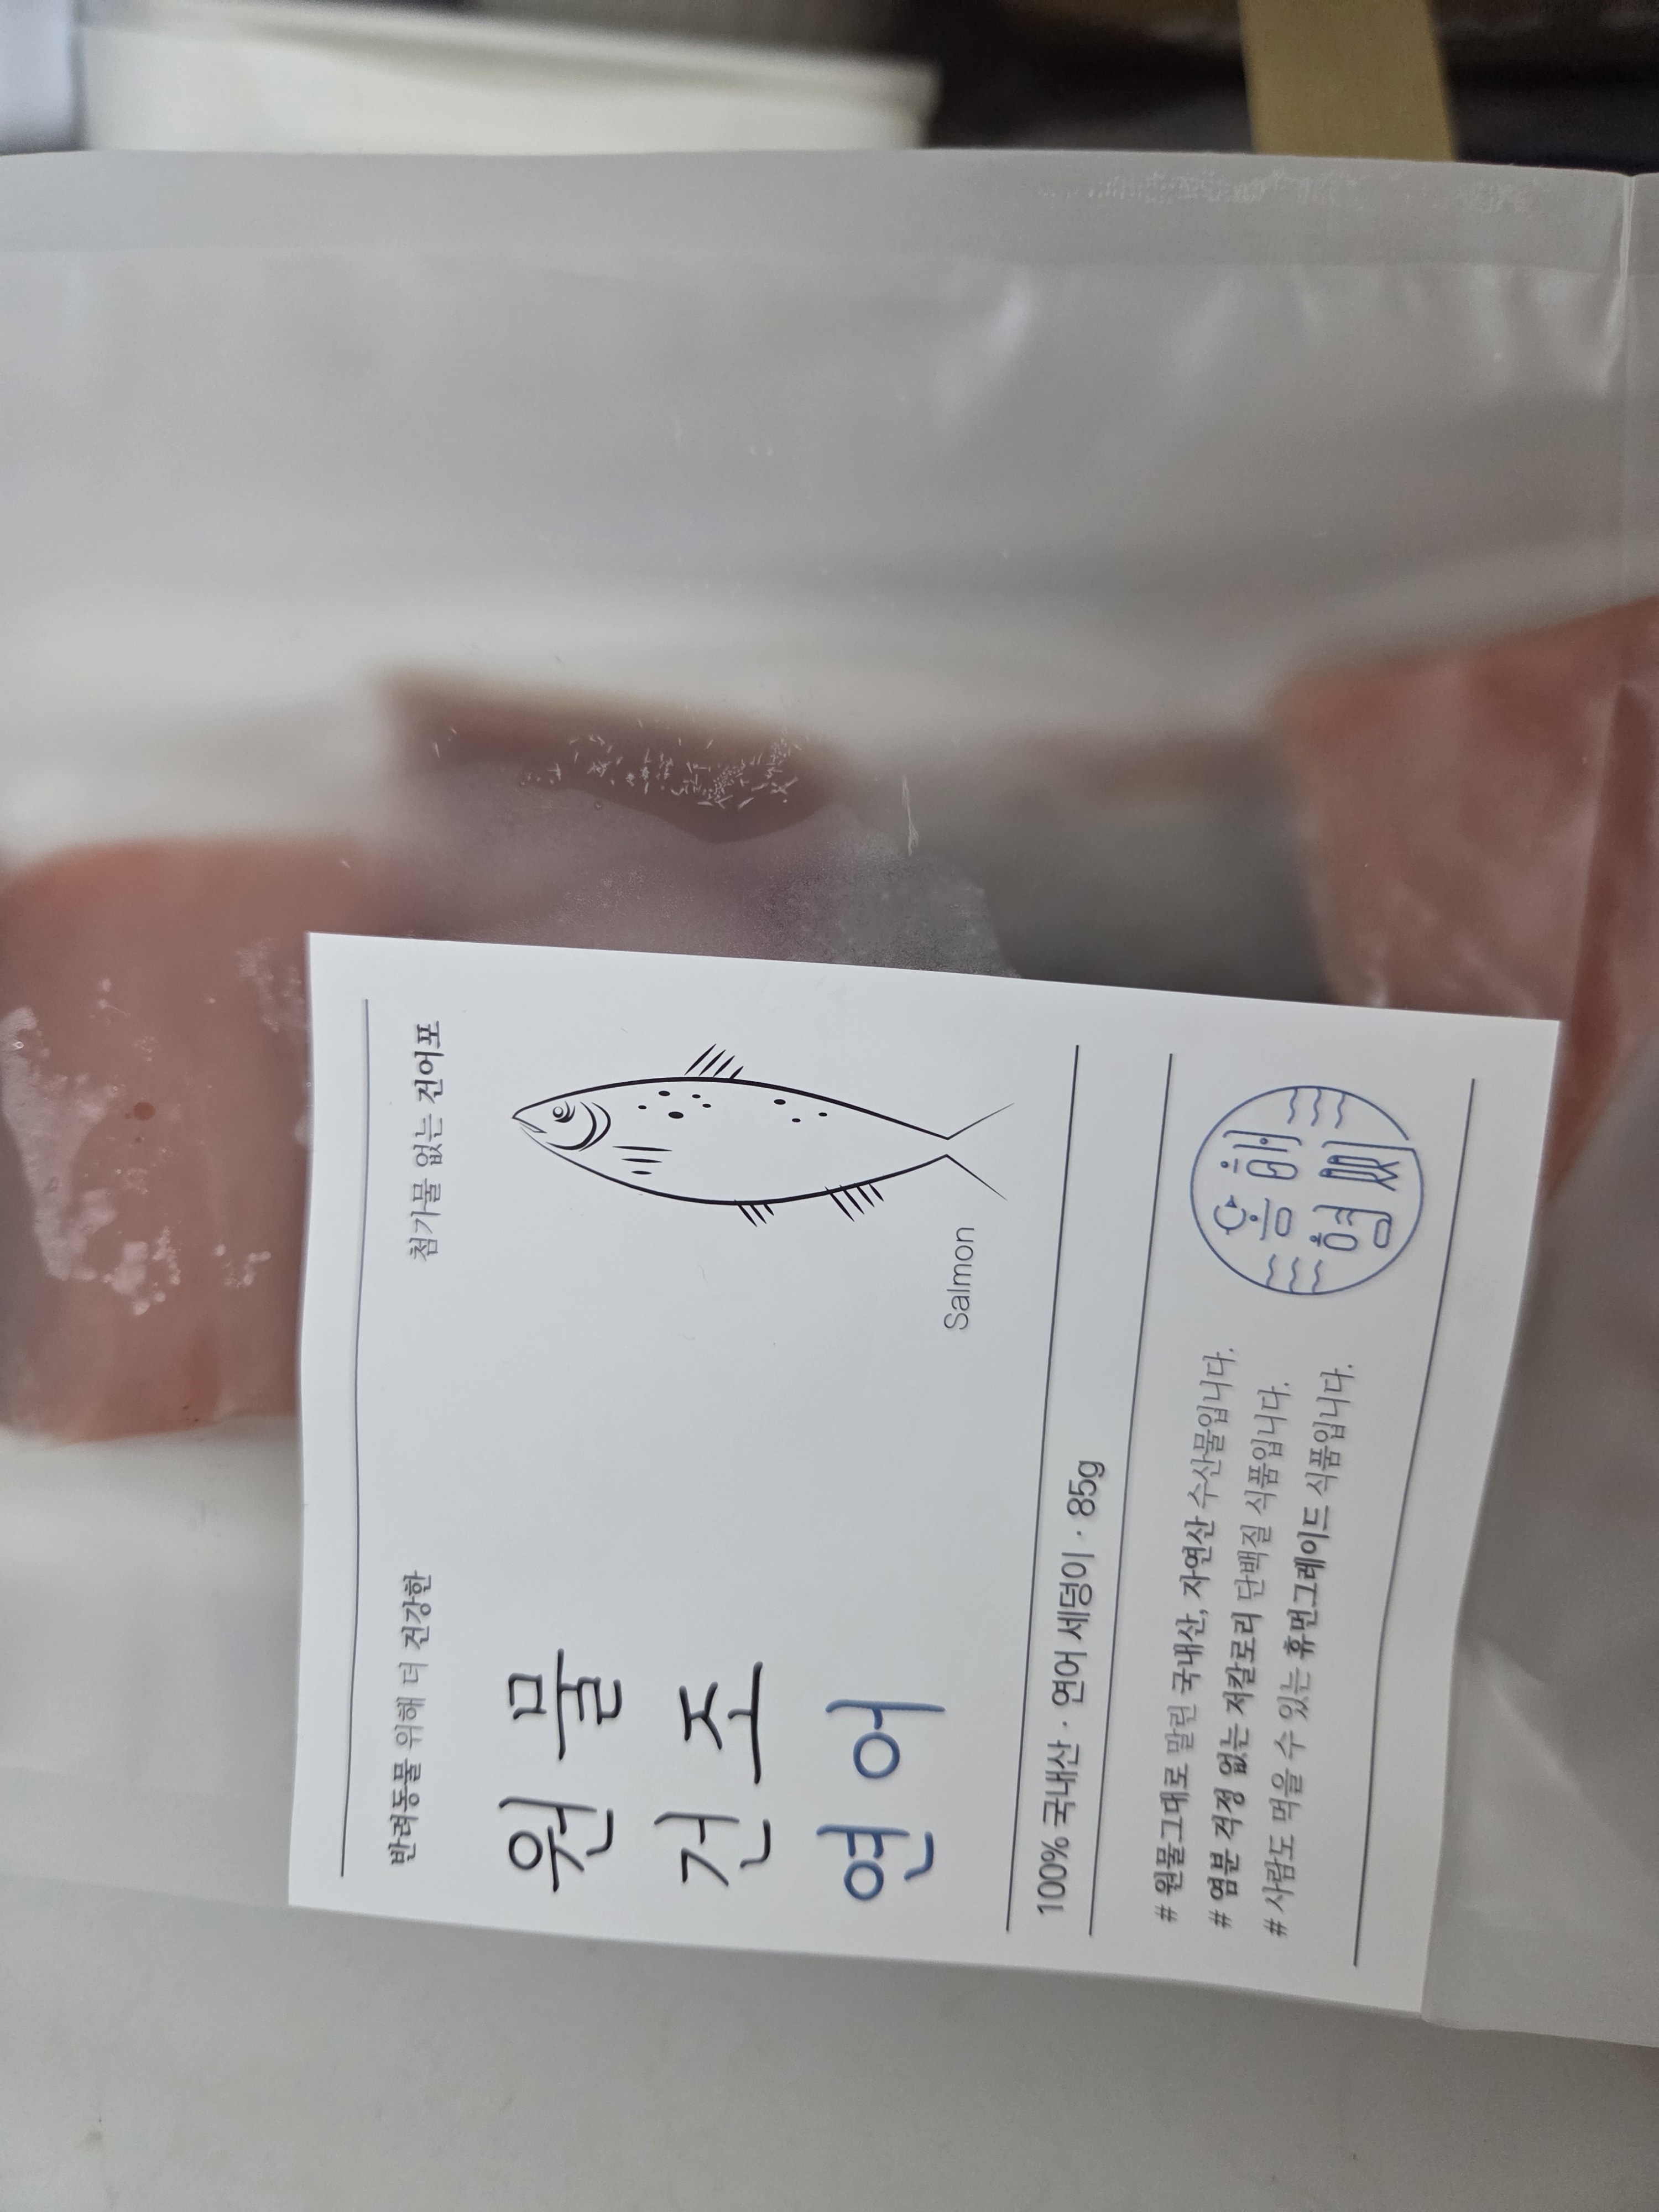 반려동물 위해 더 건강한 첨가물 없는 건어포
원물
건조
연어
Salmon
100% 국내산 · 연어 세덩이 · 85g
# 원물그대로 말린 국내산, 자연산 수산물입니다.
# 염분 걱정 없는 저칼로리 단백질 식품입니다.
# 사람도 먹을 수 있는 휴먼그레이드 식품입니다.